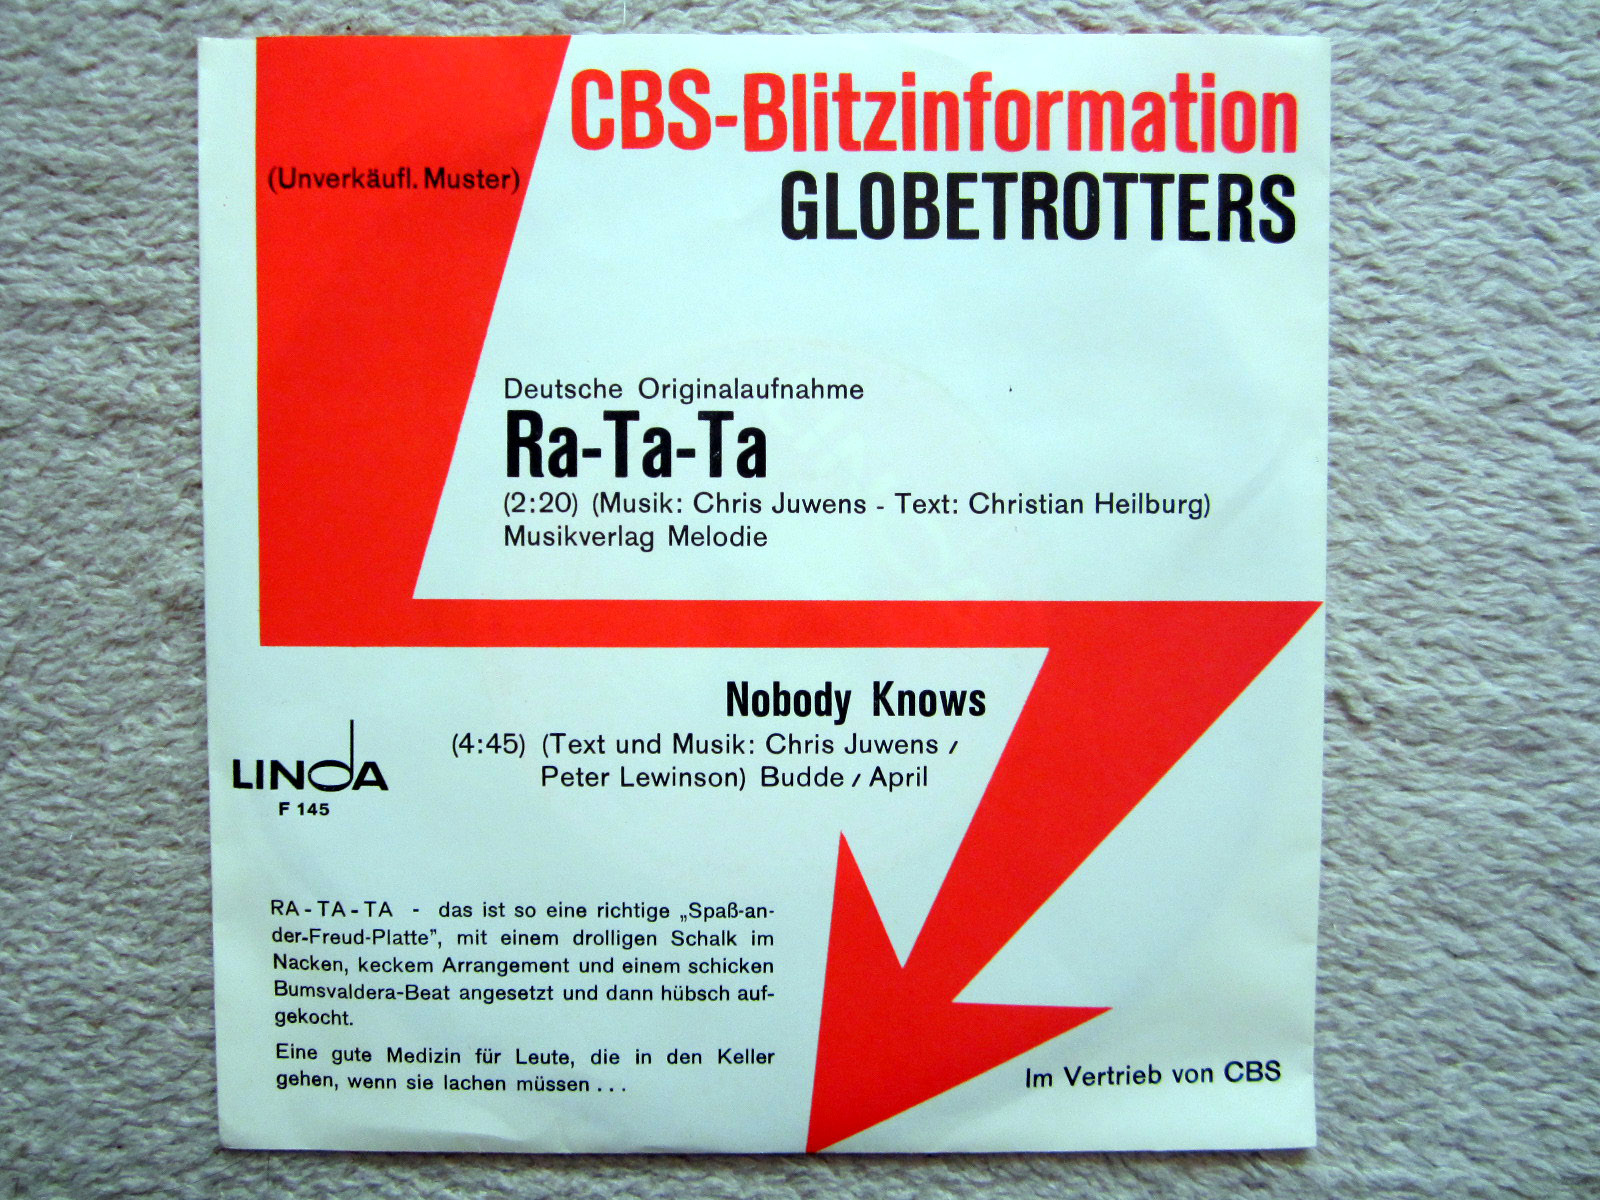 CBS-Blitzinformation
(Unverkäufl. Muster)
GLOBETROTTERS
Deutsche Originalaufnahme
Ra-Ta-Ta
(2:20) (Musik: Chris Juwens - Text: Christian Heilburg)
Musikverlag Melodie
Nobody Knows
(4:45) (Text und Musik: Chris Juwens /
Peter Lewinson) Budde / April
LINDA
F 145
RA - TA - TA - das ist so eine richtige „Spaß-an-
der-Freud-Platte”, mit einem drolligen Schalk im
Nacken, keckem Arrangement und einem schicken
Bumsvaldera-Beat angesetzt und dann hübsch auf-
gekocht.
Eine gute Medizin für Leute, die in den Keller
gehen, wenn sie lachen müssen . . .
Im Vertrieb von CBS